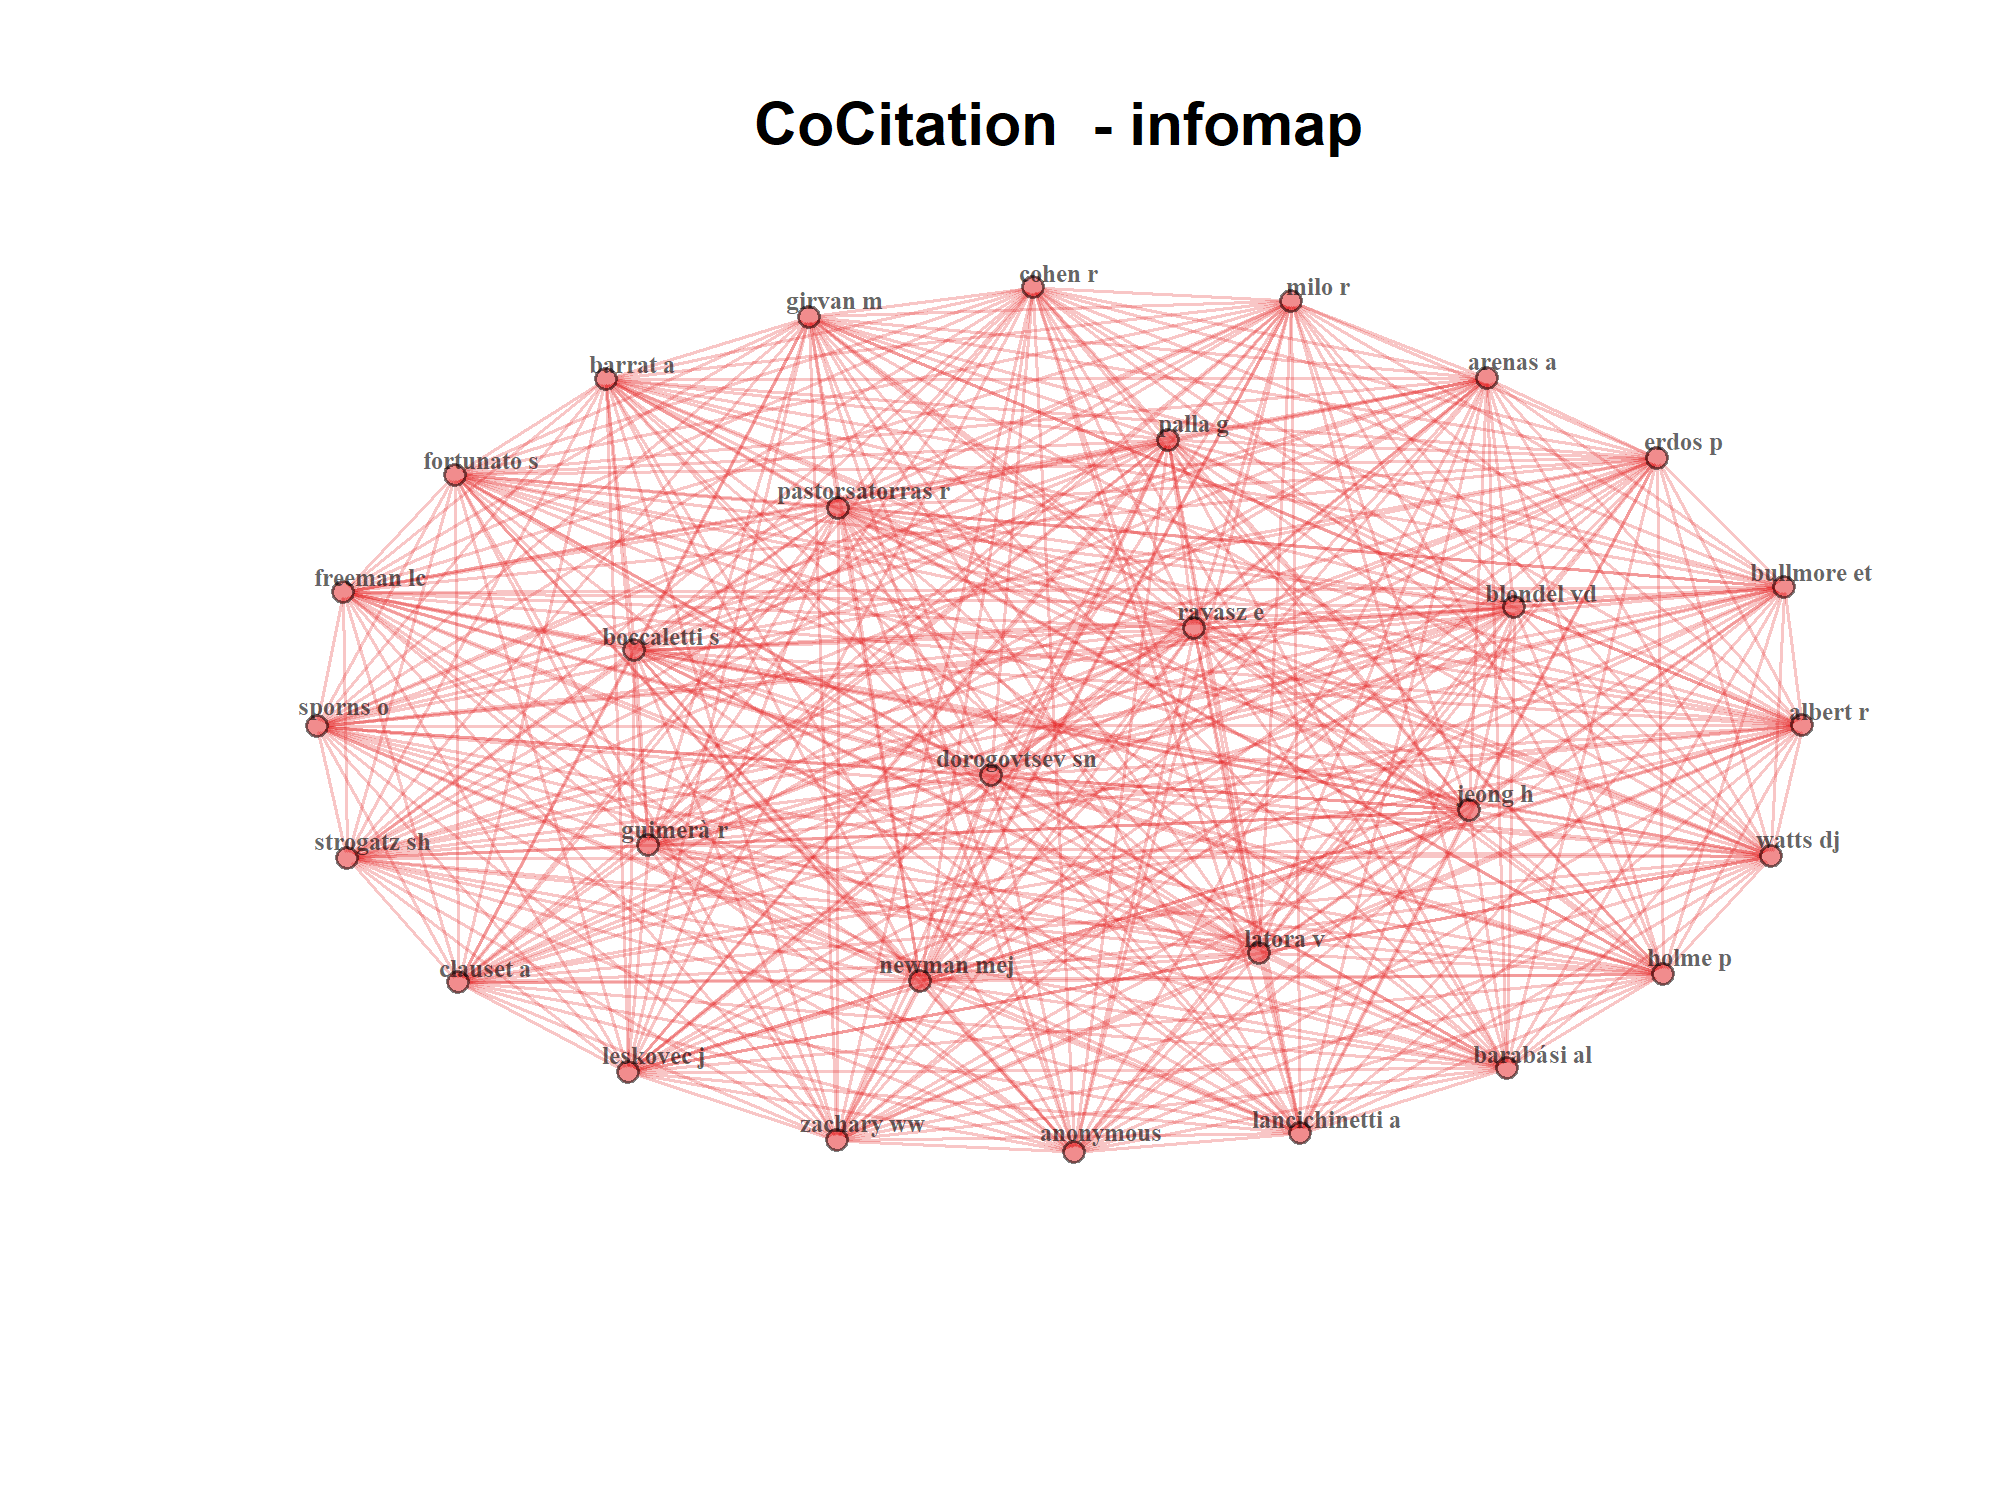 CoCitation  - infomap
cohen r
milo r
girvan m
barrat a
arenas a
palla g
erdos p
fortunato s
pastorsatorras r
bullmore et
freeman lc
blondel vd
ravasz e
boccaletti s
sporns o
albert r
dorogovtsev sn
jeong h
guimerà r
strogatz sh
watts dj
latora v
holme p
newman mej
clauset a
barabási al
leskovec j
lancichinetti a
zachary ww
anonymous